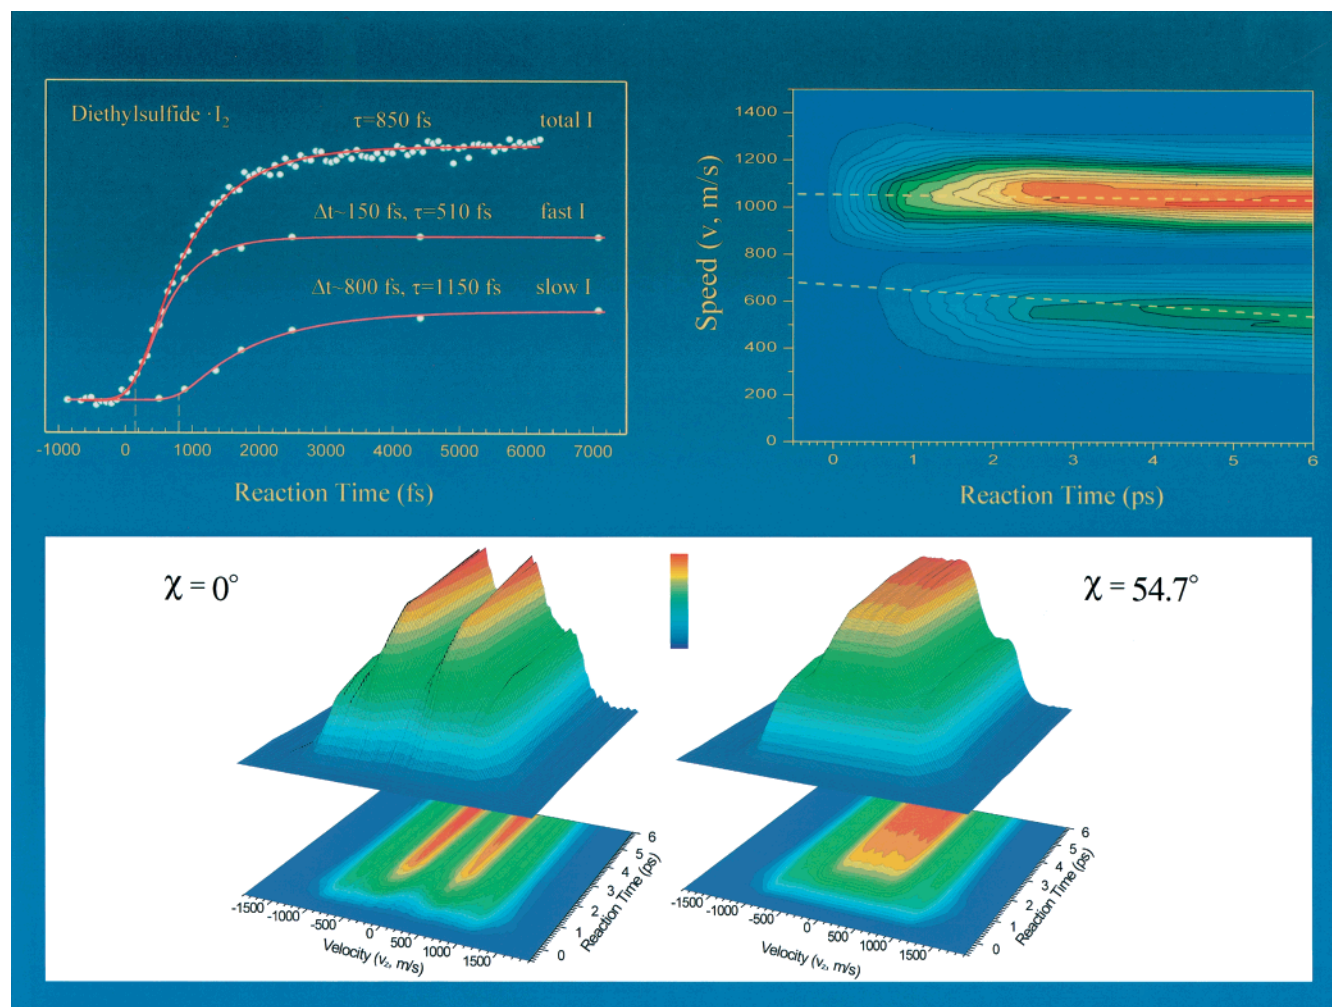 Diethylsulfide · I₂
τ=850 fs total I
Δt~150 fs, τ=510 fs fast I
Δt~800 fs, τ=1150 fs slow I
-1000 0 1000 2000 3000 4000 5000 6000 7000
Reaction Time (fs)
Speed (v, m/s)
1400
1200
1000
800
600
400
200
0
0 1 2 3 4 5 6
Reaction Time (ps)
χ = 0°
-1500 -1000 -500 0 500 1000 1500
Velocity (v_z, m/s)
0 1 2 3 4 5 6
Reaction Time (ps)
χ = 54.7°
-1500 -1000 -500 0 500 1000 1500
Velocity (v_z, m/s)
0 1 2 3 4 5 6
Reaction Time (ps)